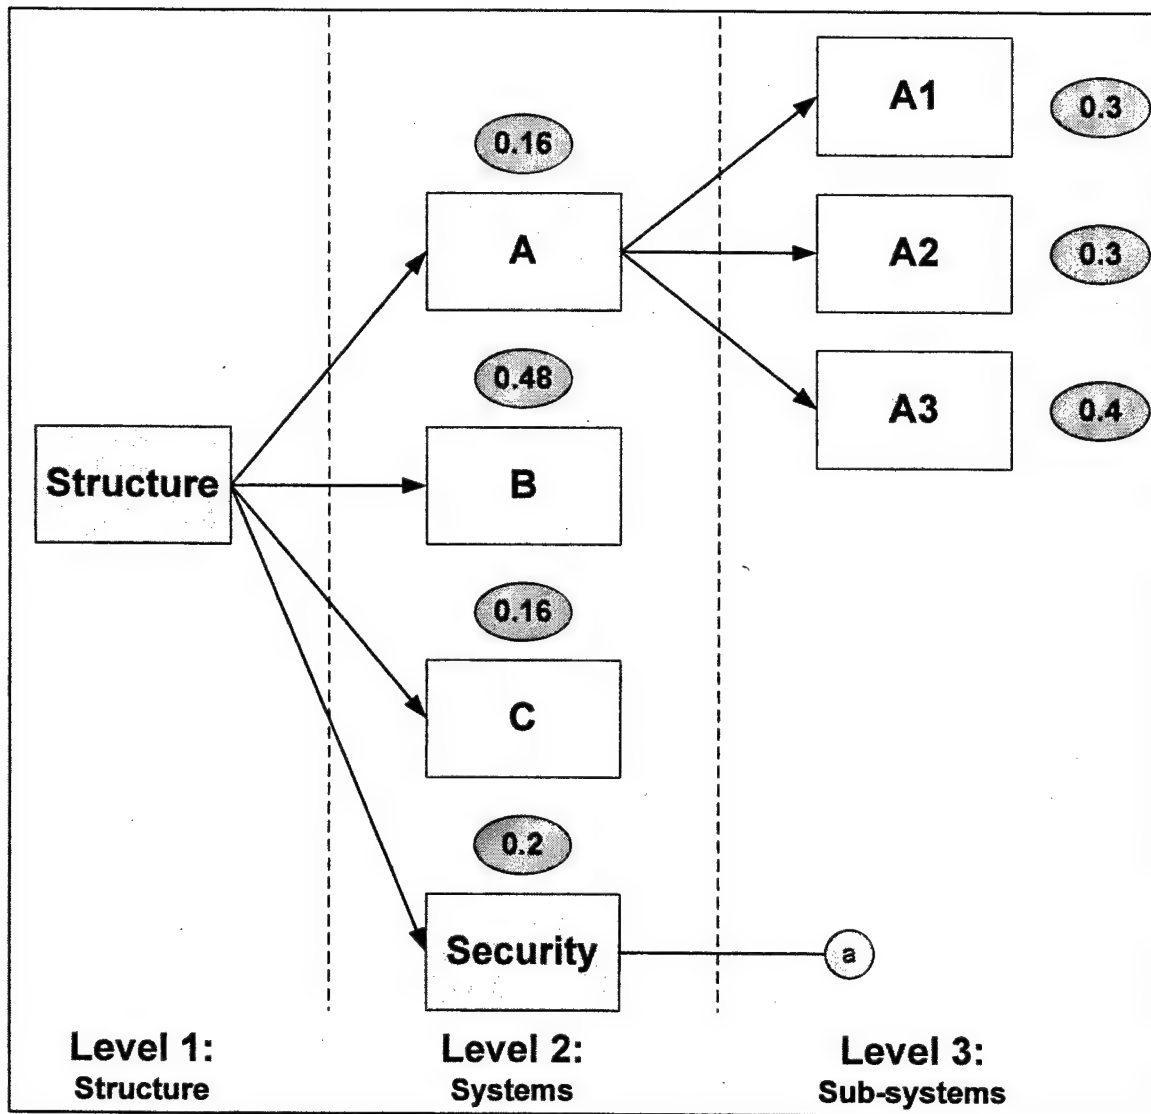 A1
0.3
0.16
A
A2
0.3
0.48
A3
0.4
Structure
B
0.16
C
0.2
Security
a
Level 1:
Structure
Level 2:
Systems
Level 3:
Sub-systems